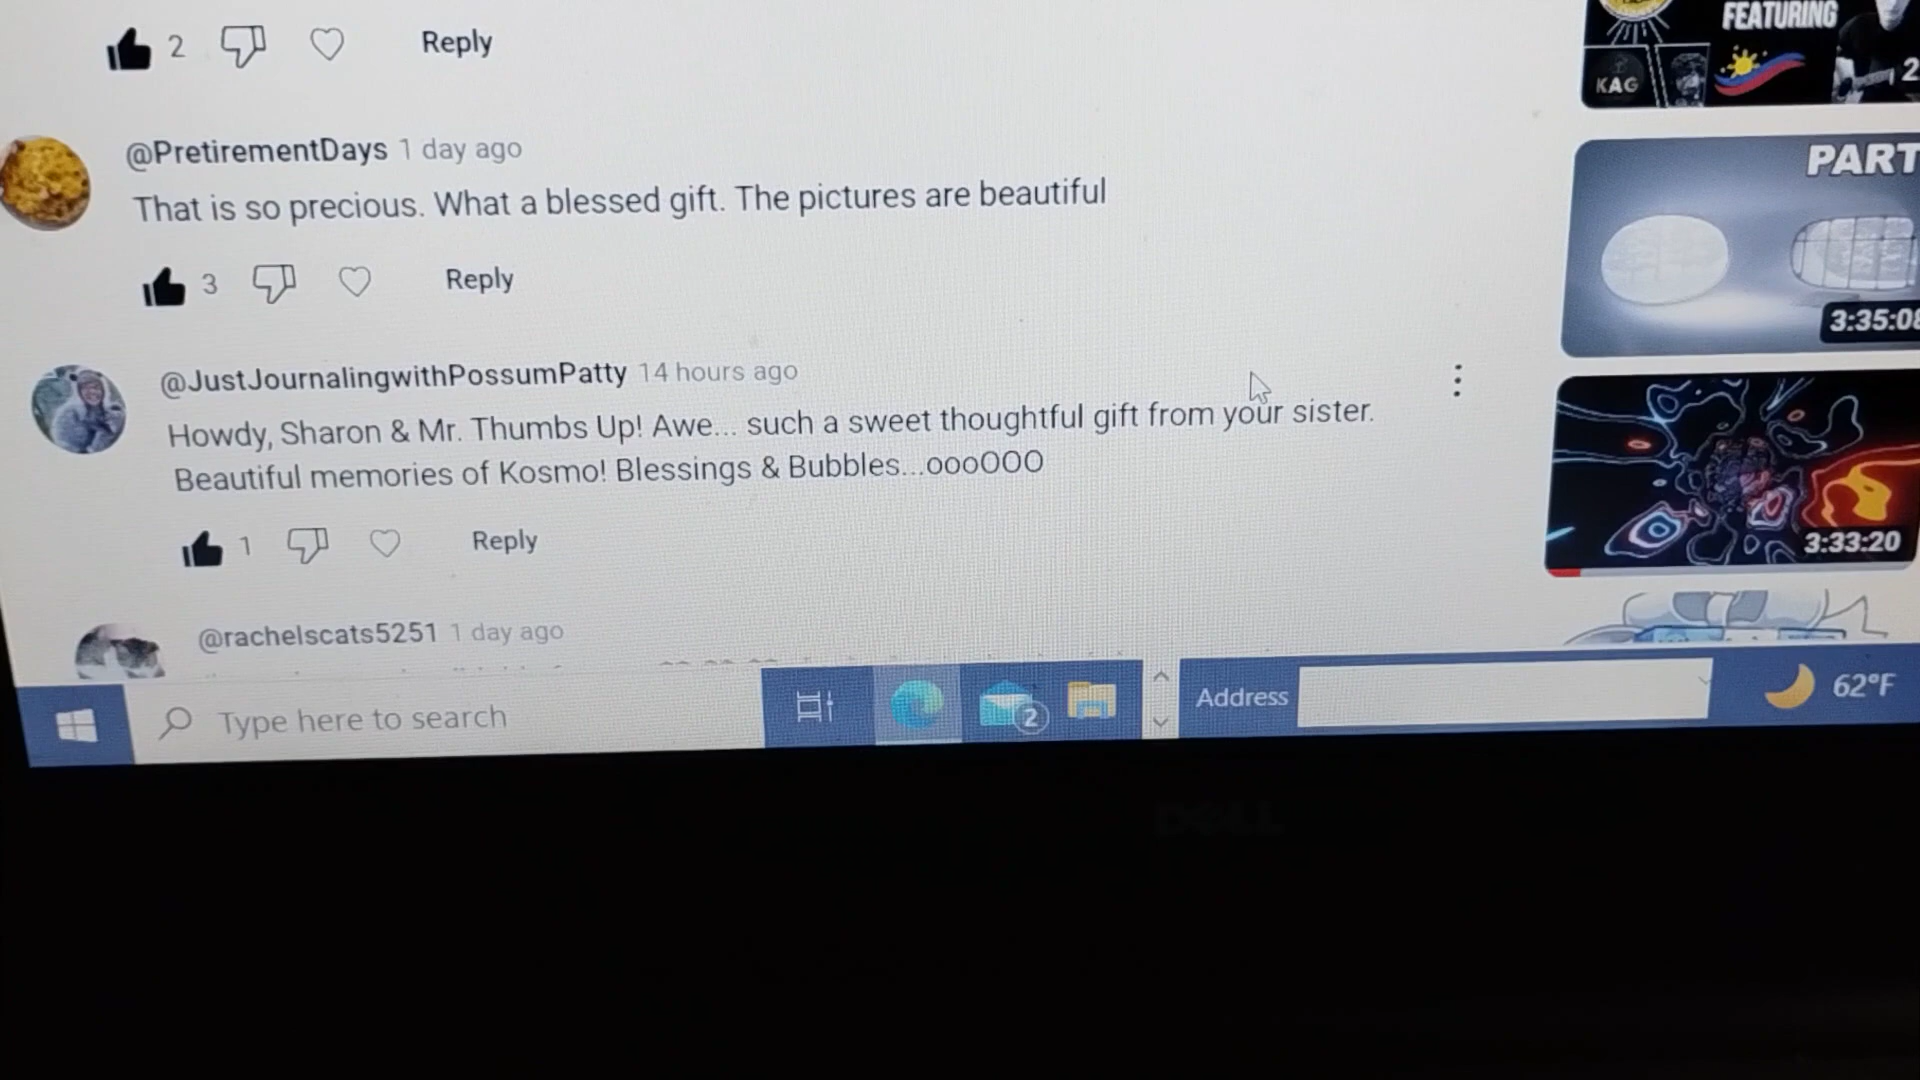 2 Reply
@PretirementDays 1 day ago
That is so precious. What a blessed gift. The pictures are beautiful
3 Reply
@JustJournalingwithPossumPatty 14 hours ago
Howdy, Sharon & Mr. Thumbs Up! Awe... such a sweet thoughtful gift from your sister.
Beautiful memories of Kosmo! Blessings & Bubbles...oooOOO
1 Reply
@rachelscats5251 1 day ago
FEATURING
KAG
2
PART
3:35:08
3:33:20
Type here to search
2
Address
62°F
DELL